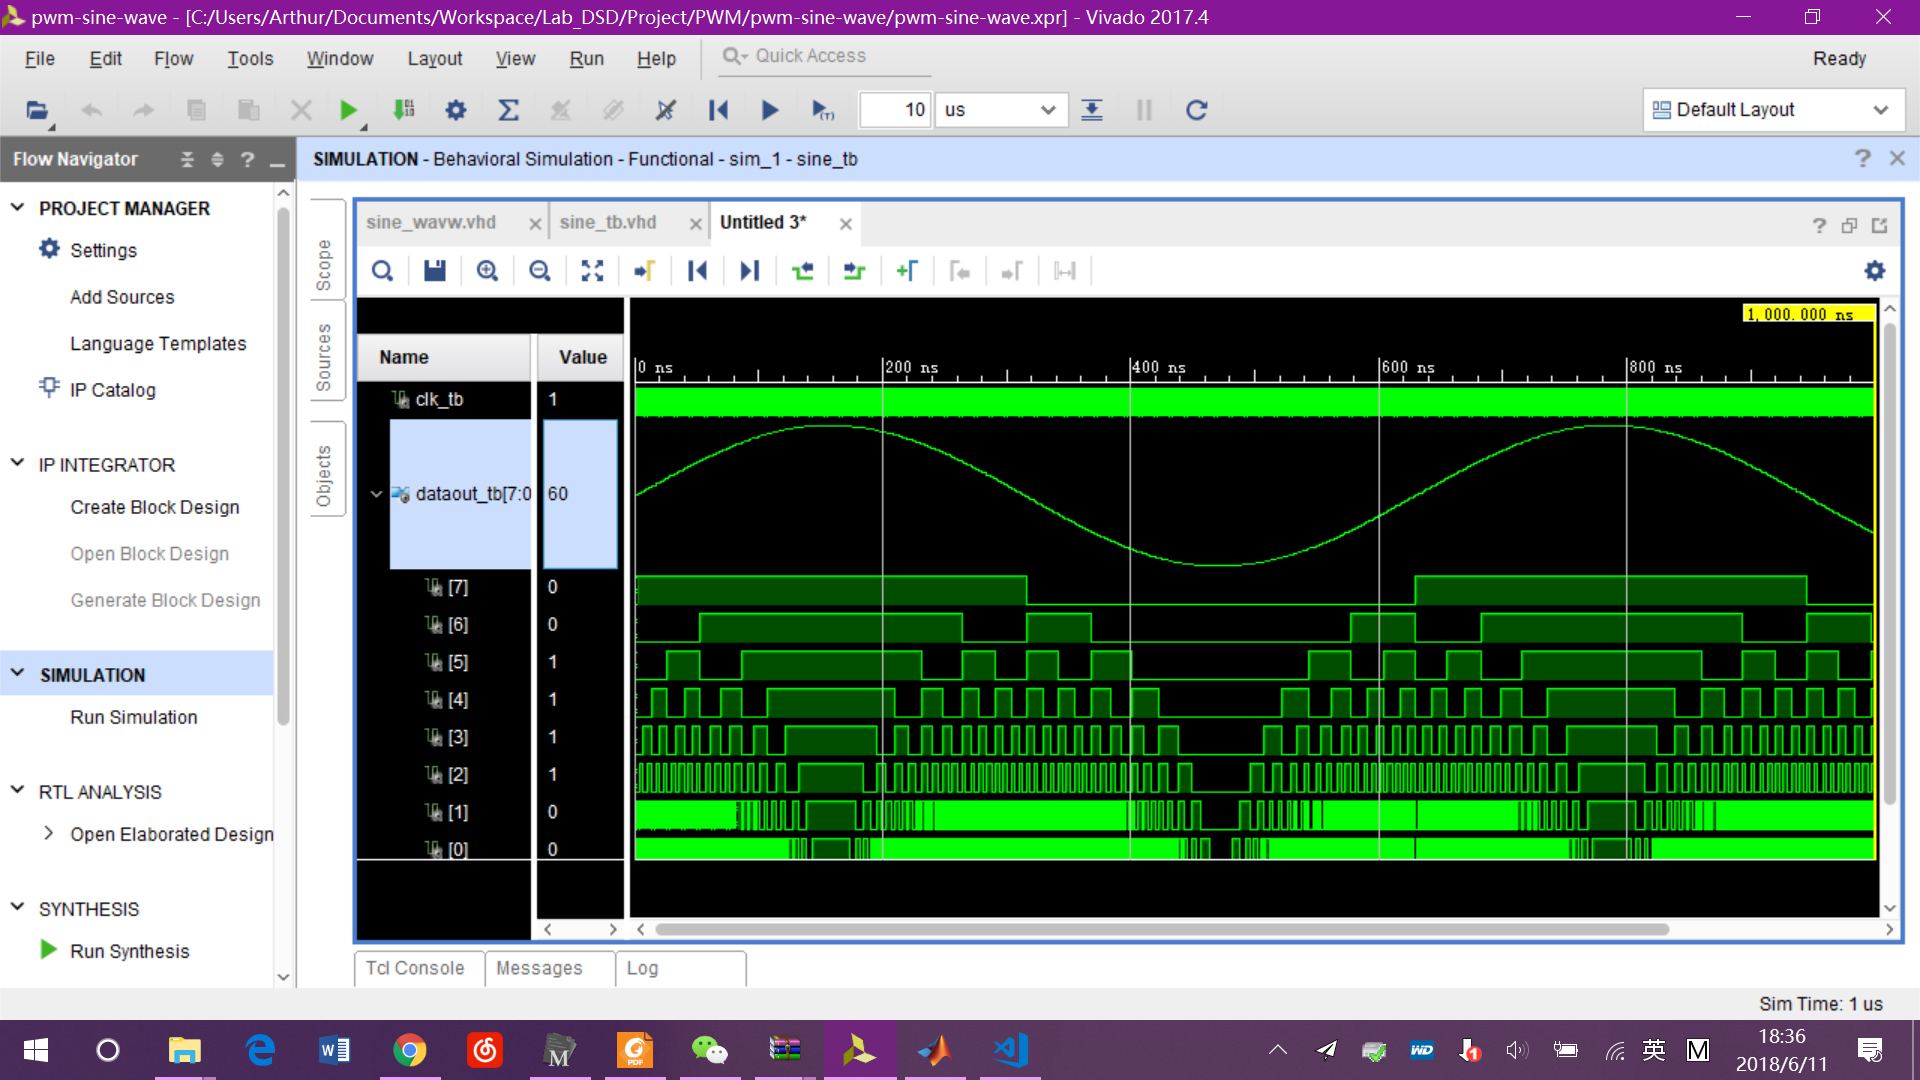 pwm-sine-wave - [C:/Users/Arthur/Documents/Workspace/Lab_DSD/Project/PWM/pwm-sine-wave/pwm-sine-wave.xpr] - Vivado 2017.4
File Edit Flow Tools Window Layout View Run Help Quick Access Ready
10 us Default Layout
Flow Navigator
SIMULATION - Behavioral Simulation - Functional - sim_1 - sine_tb
PROJECT MANAGER
Settings
Add Sources
Language Templates
IP Catalog
IP INTEGRATOR
Create Block Design
Open Block Design
Generate Block Design
SIMULATION
Run Simulation
RTL ANALYSIS
Open Elaborated Design
SYNTHESIS
Run Synthesis
Scope
Sources
Objects
sine_wavw.vhd sine_tb.vhd Untitled 3*
1,000.000 ns
Name Value
0 ns 200 ns 400 ns 600 ns 800 ns
clk_tb 1
dataout_tb[7:0 60
[7] 0
[6] 0
[5] 1
[4] 1
[3] 1
[2] 1
[1] 0
[0] 0
Tcl Console Messages Log
Sim Time: 1 us
英 M
18:36
2018/6/11